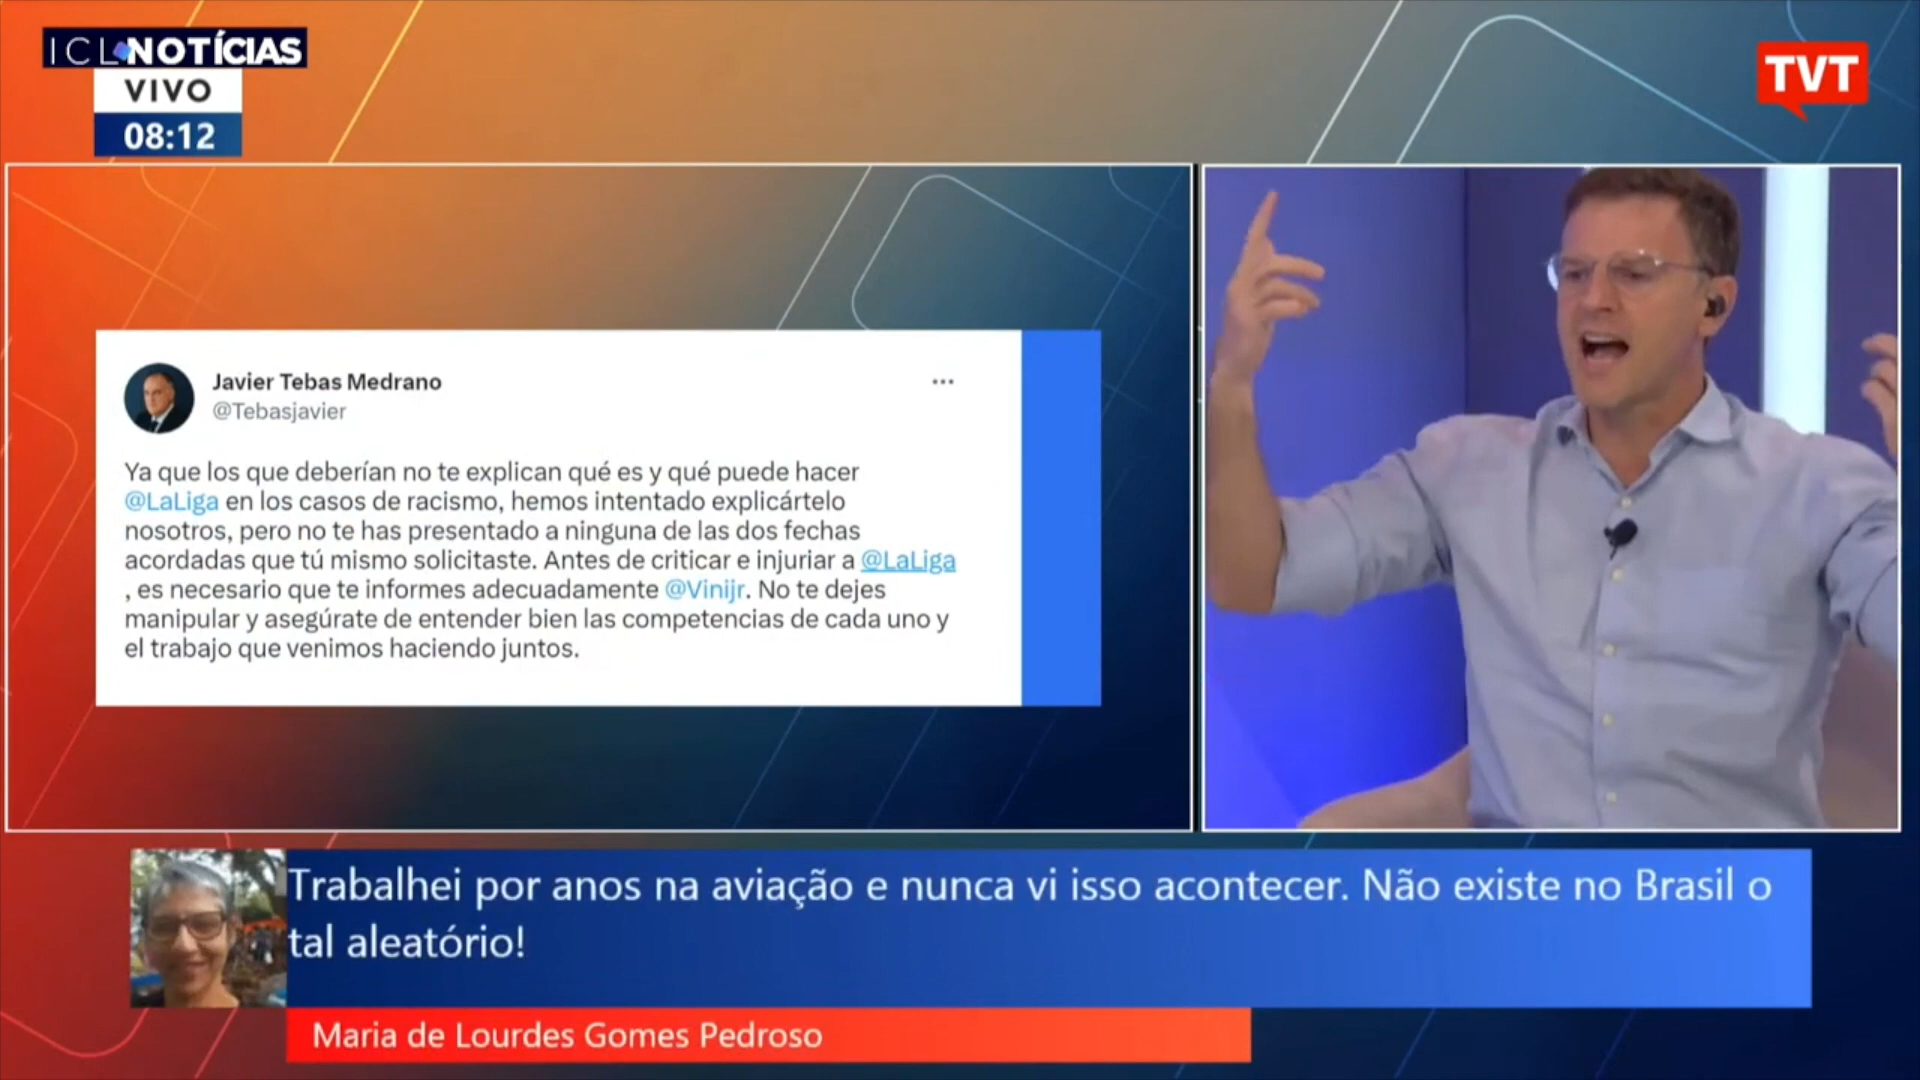 ICL NOTÍCIAS
VIVO
08:12
TVT
Javier Tebas Medrano
@Tebasjavier
Ya que los que deberían no te explican qué es y qué puede hacer
@LaLiga en los casos de racismo, hemos intentado explicártelo
nosotros, pero no te has presentado a ninguna de las dos fechas
acordadas que tú mismo solicitaste. Antes de criticar e injuriar a @LaLiga
, es necesario que te informes adecuadamente @Vinijr. No te dejes
manipular y asegúrate de entender bien las competencias de cada uno y
el trabajo que venimos haciendo juntos.
Trabalhei por anos na aviação e nunca vi isso acontecer. Não existe no Brasil o
tal aleatório!
Maria de Lourdes Gomes Pedroso